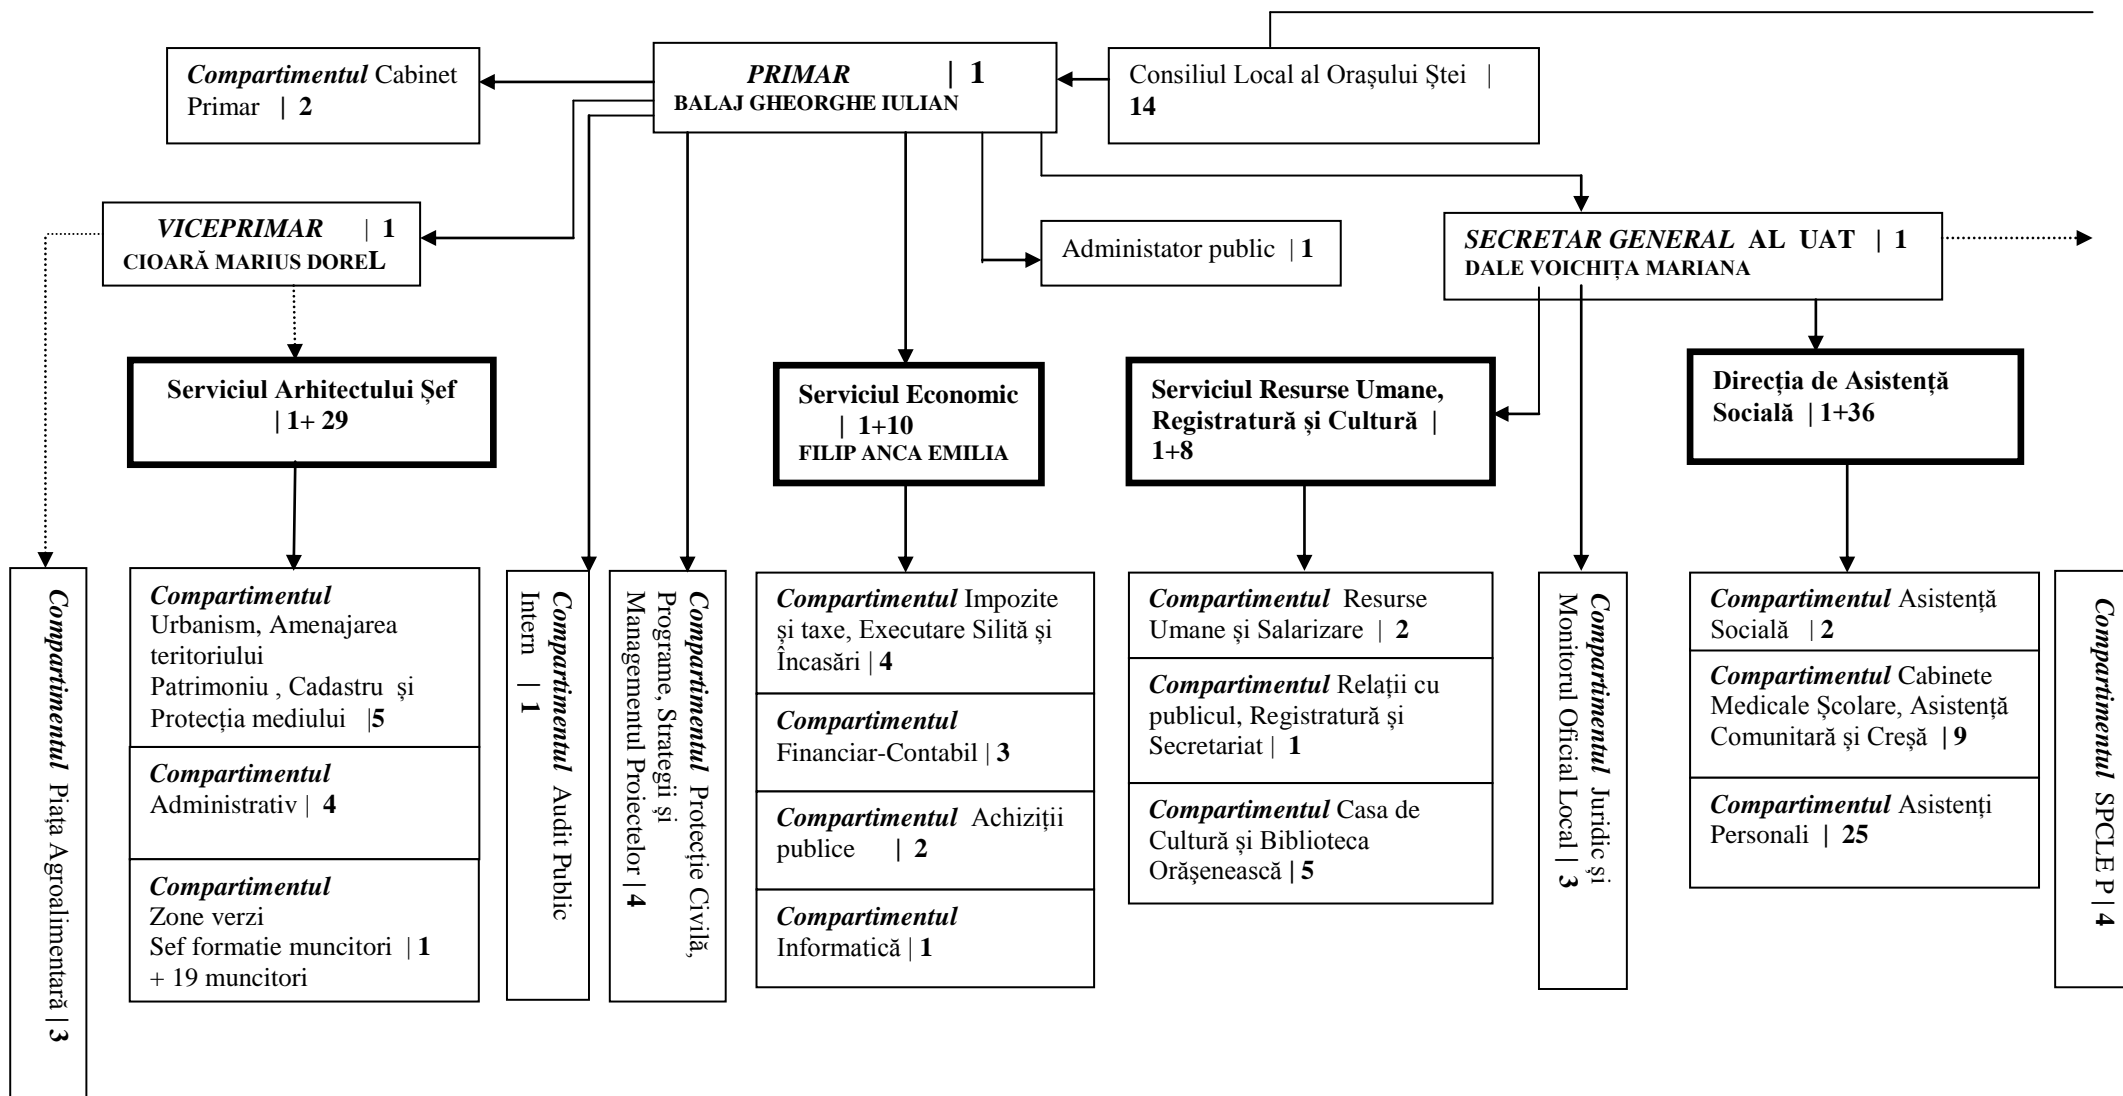 Compartimentul Cabinet
Primar | 2
PRIMAR | 1
BALAJ GHEORGHE IULIAN
Consiliul Local al Orașului Ștei |
14
VICEPRIMAR | 1
CIOARĂ MARIUS DOREL
Administator public | 1
SECRETAR GENERAL AL UAT | 1
DALE VOICHIȚA MARIANA
Serviciul Arhitectului Șef
| 1+ 29
Serviciul Economic
| 1+10
FILIP ANCA EMILIA
Serviciul Resurse Umane,
Registratură și Cultură |
1+8
Direcția de Asistență
Socială | 1+36
Compartimentul Piața Agroalimentară | 3
Compartimentul
Urbanism, Amenajarea
teritoriului
Patrimoniu , Cadastru și
Protecția mediului |5
Compartimentul
Administrativ | 4
Compartimentul
Zone verzi
Sef formatie muncitori | 1
+ 19 muncitori
Compartimentul Audit Public
Intern | 1
Compartimentul Protecție Civilă,
Programe, Strategii și
Managementul Proiectelor | 4
Compartimentul Impozite
și taxe, Executare Silită și
Încasări | 4
Compartimentul
Financiar-Contabil | 3
Compartimentul Achiziții
publice | 2
Compartimentul
Informatică | 1
Compartimentul Resurse
Umane și Salarizare | 2
Compartimentul Relații cu
publicul, Registratură și
Secretariat | 1
Compartimentul Casa de
Cultură și Biblioteca
Orăşenească | 5
Compartimentul Juridic și
Monitorul Oficial Local | 3
Compartimentul Asistență
Socială | 2
Compartimentul Cabinete
Medicale Școlare, Asistență
Comunitară și Creșă | 9
Compartimentul Asistenți
Personali | 25
Compartimentul SPCLE P | 4